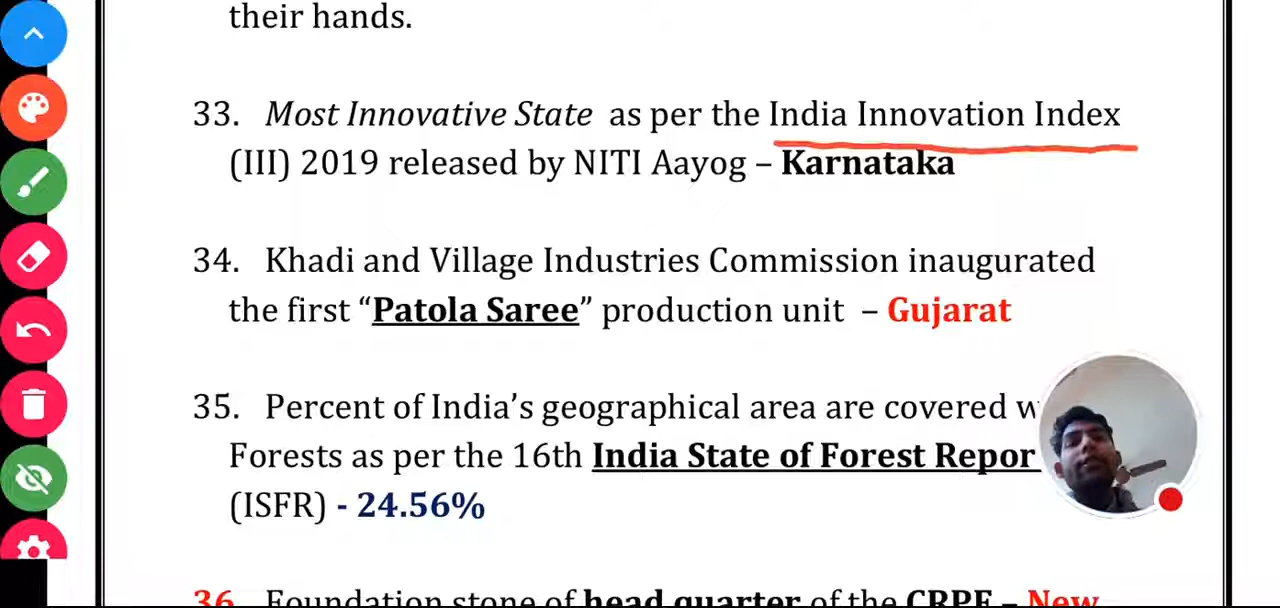 their hands.
33. Most Innovative State as per the India Innovation Index
(III) 2019 released by NITI Aayog – Karnataka
34. Khadi and Village Industries Commission inaugurated
the first “Patola Saree” production unit – Gujarat
35. Percent of India’s geographical area are covered w
Forests as per the 16th India State of Forest Repor
(ISFR) - 24.56%
36. Foundation stone of head quarter of the CRPF – New